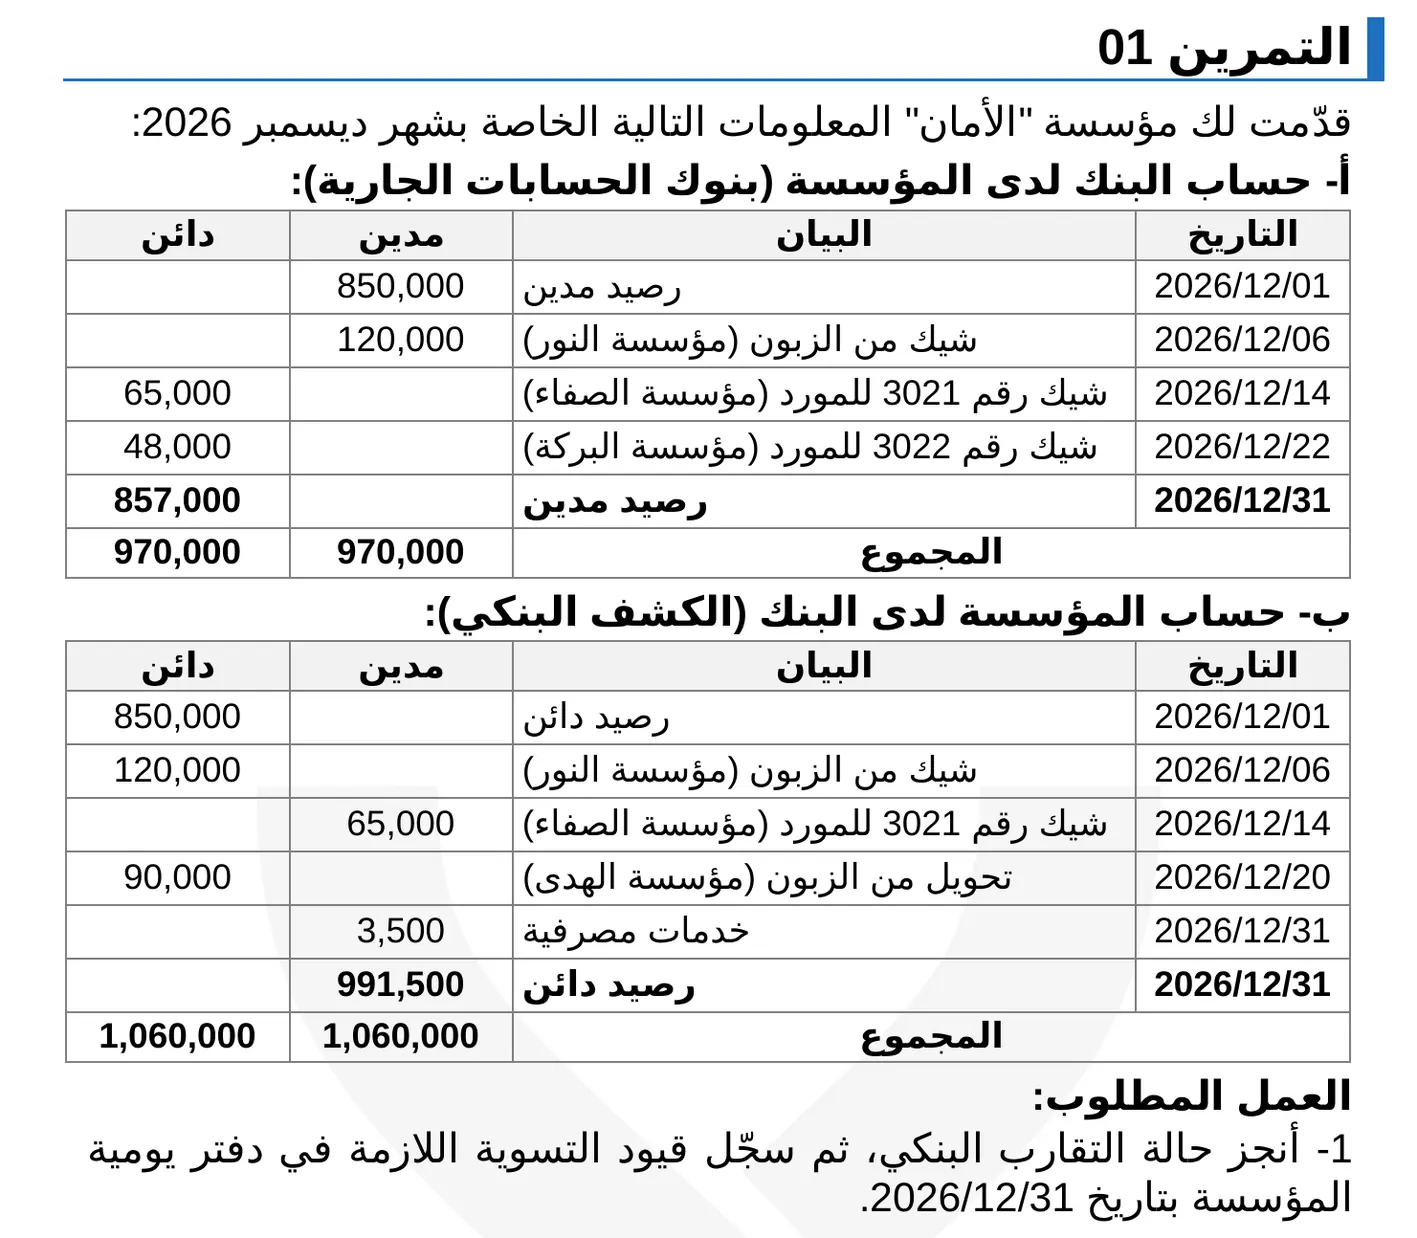 التمرين 01
قدّمت لك مؤسسة "الأمان" المعلومات التالية الخاصة بشهر ديسمبر 2026:
أ- حساب البنك لدى المؤسسة (بنوك الحسابات الجارية):
التاريخ البيان مدين دائن
2026/12/01 رصيد مدين 850,000
2026/12/06 شيك من الزبون (مؤسسة النور) 120,000
2026/12/14 شيك رقم 3021 للمورد (مؤسسة الصفاء) 65,000
2026/12/22 شيك رقم 3022 للمورد (مؤسسة البركة) 48,000
2026/12/31 رصيد مدين 857,000
المجموع 970,000 970,000
ب- حساب المؤسسة لدى البنك (الكشف البنكي):
التاريخ البيان مدين دائن
2026/12/01 رصيد دائن 850,000
2026/12/06 شيك من الزبون (مؤسسة النور) 120,000
2026/12/14 شيك رقم 3021 للمورد (مؤسسة الصفاء) 65,000
2026/12/20 تحويل من الزبون (مؤسسة الهدى) 90,000
2026/12/31 خدمات مصرفية 3,500
2026/12/31 رصيد دائن 991,500
المجموع 1,060,000 1,060,000
العمل المطلوب:
1- أنجز حالة التقارب البنكي، ثم سجّل قيود التسوية اللازمة في دفتر يومية
المؤسسة بتاريخ 2026/12/31.